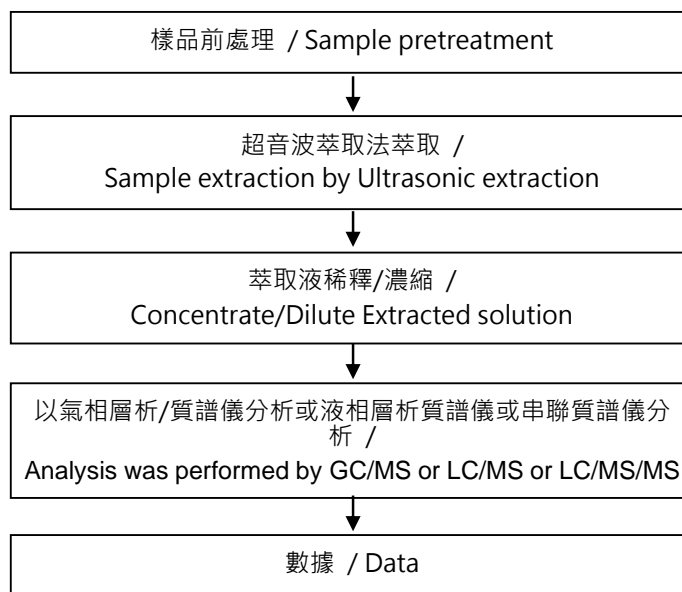 樣品前處理 / Sample pretreatment
超音波萃取法萃取 /
Sample extraction by Ultrasonic extraction
萃取液稀釋/濃縮 /
Concentrate/Dilute Extracted solution
以氣相層析/質譜儀分析或液相層析質譜儀或串聯質譜儀分
析 /
Analysis was performed by GC/MS or LC/MS or LC/MS/MS
數據 / Data